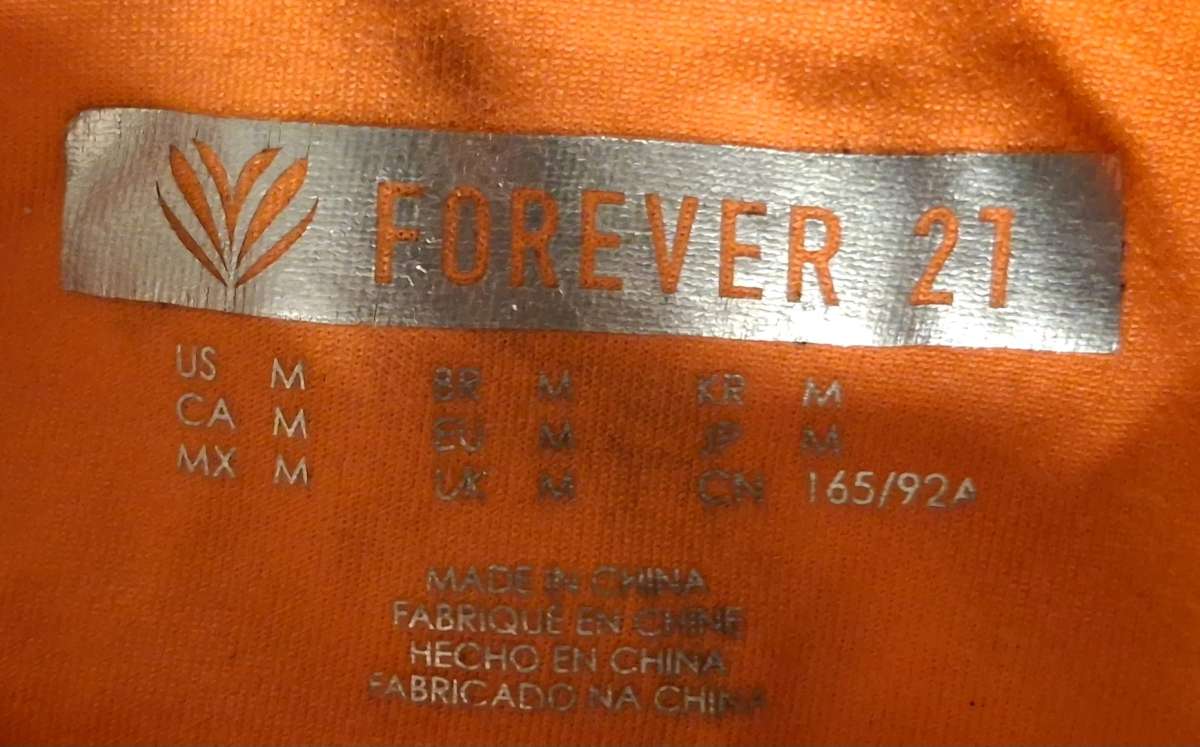 FOREVER 21
US M BR M KR M
CA M EU M JP M
MX M UK M CN 165/92A
MADE IN CHINA
FABRIQUÉ EN CHINE
HECHO EN CHINA
FABRICADO NA CHINA